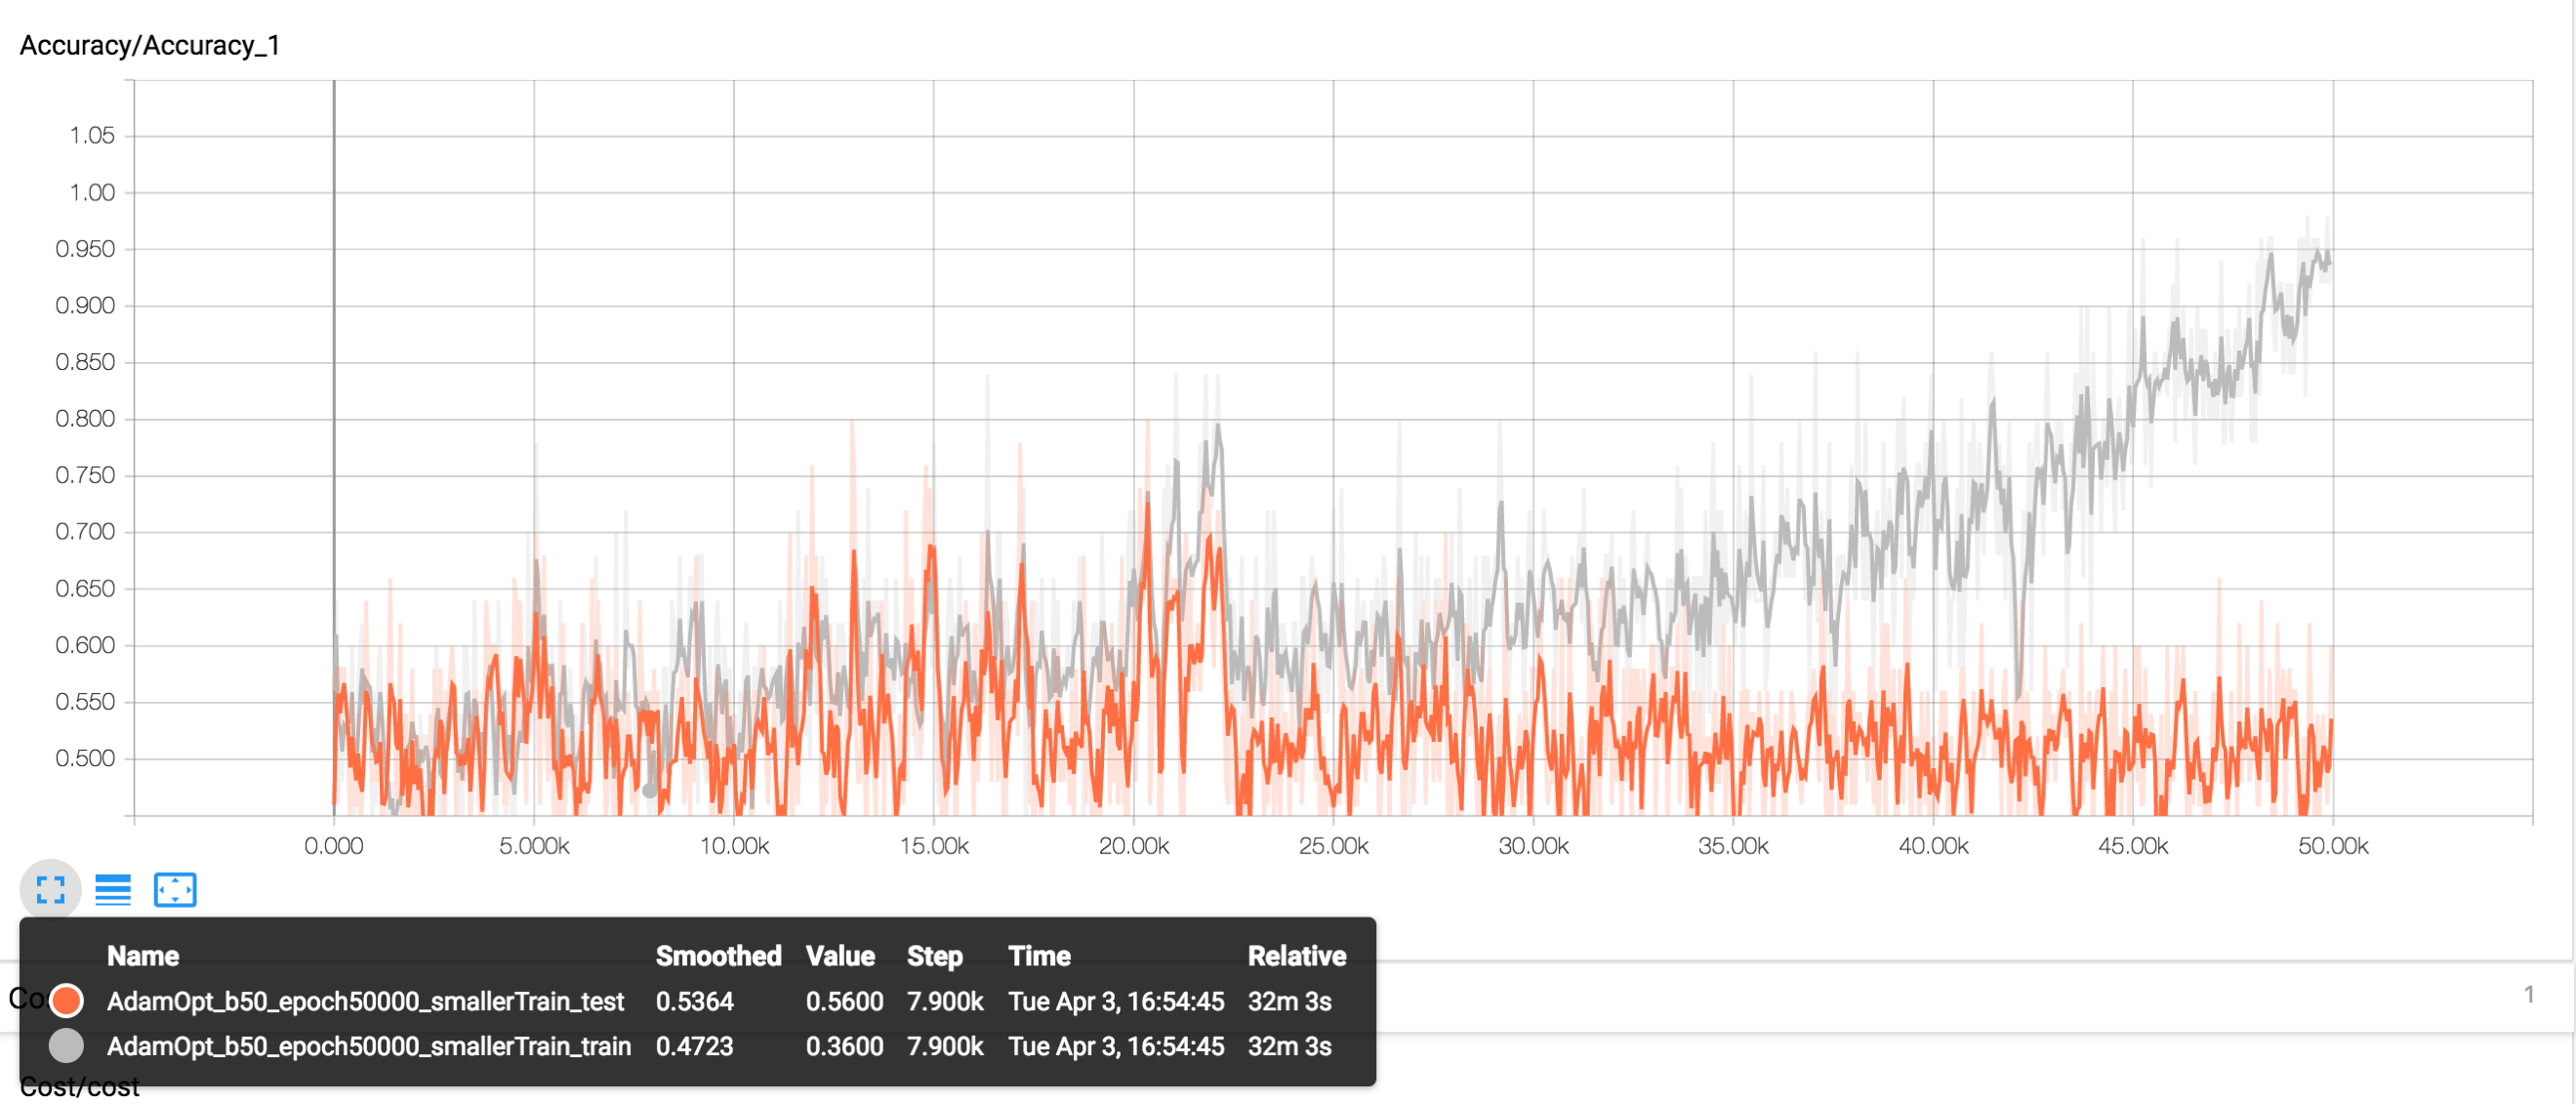 Accuracy/Accuracy_1
1.05
1.00
0.950
0.900
0.850
0.800
0.750
0.700
0.650
0.600
0.550
0.500
0.000 5.000k 10.00k 15.00k 20.00k 25.00k 30.00k 35.00k 40.00k 45.00k 50.00k
Name Smoothed Value Step Time Relative
AdamOpt_b50_epoch50000_smallerTrain_test 0.5364 0.5600 7.900k Tue Apr 3, 16:54:45 32m 3s
1
AdamOpt_b50_epoch50000_smallerTrain_train 0.4723 0.3600 7.900k Tue Apr 3, 16:54:45 32m 3s
Cost/cost